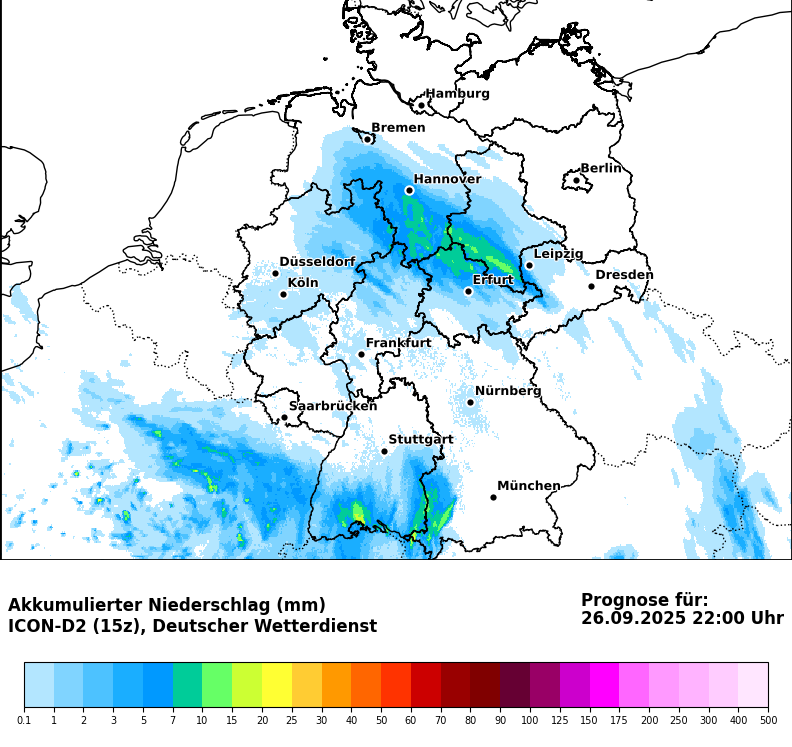 Hamburg
Bremen
Berlin
Hannover
Düsseldorf
Leipzig
Köln
Erfurt
Dresden
Frankfurt
Nürnberg
Saarbrücken
Stuttgart
München
Akkumulierter Niederschlag (mm)
ICON-D2 (15z), Deutscher Wetterdienst
Prognose für:
26.09.2025 22:00 Uhr
0.1 1 2 3 5 7 10 15 20 25 30 40 50 60 70 80 90 100 125 150 175 200 250 300 400 500